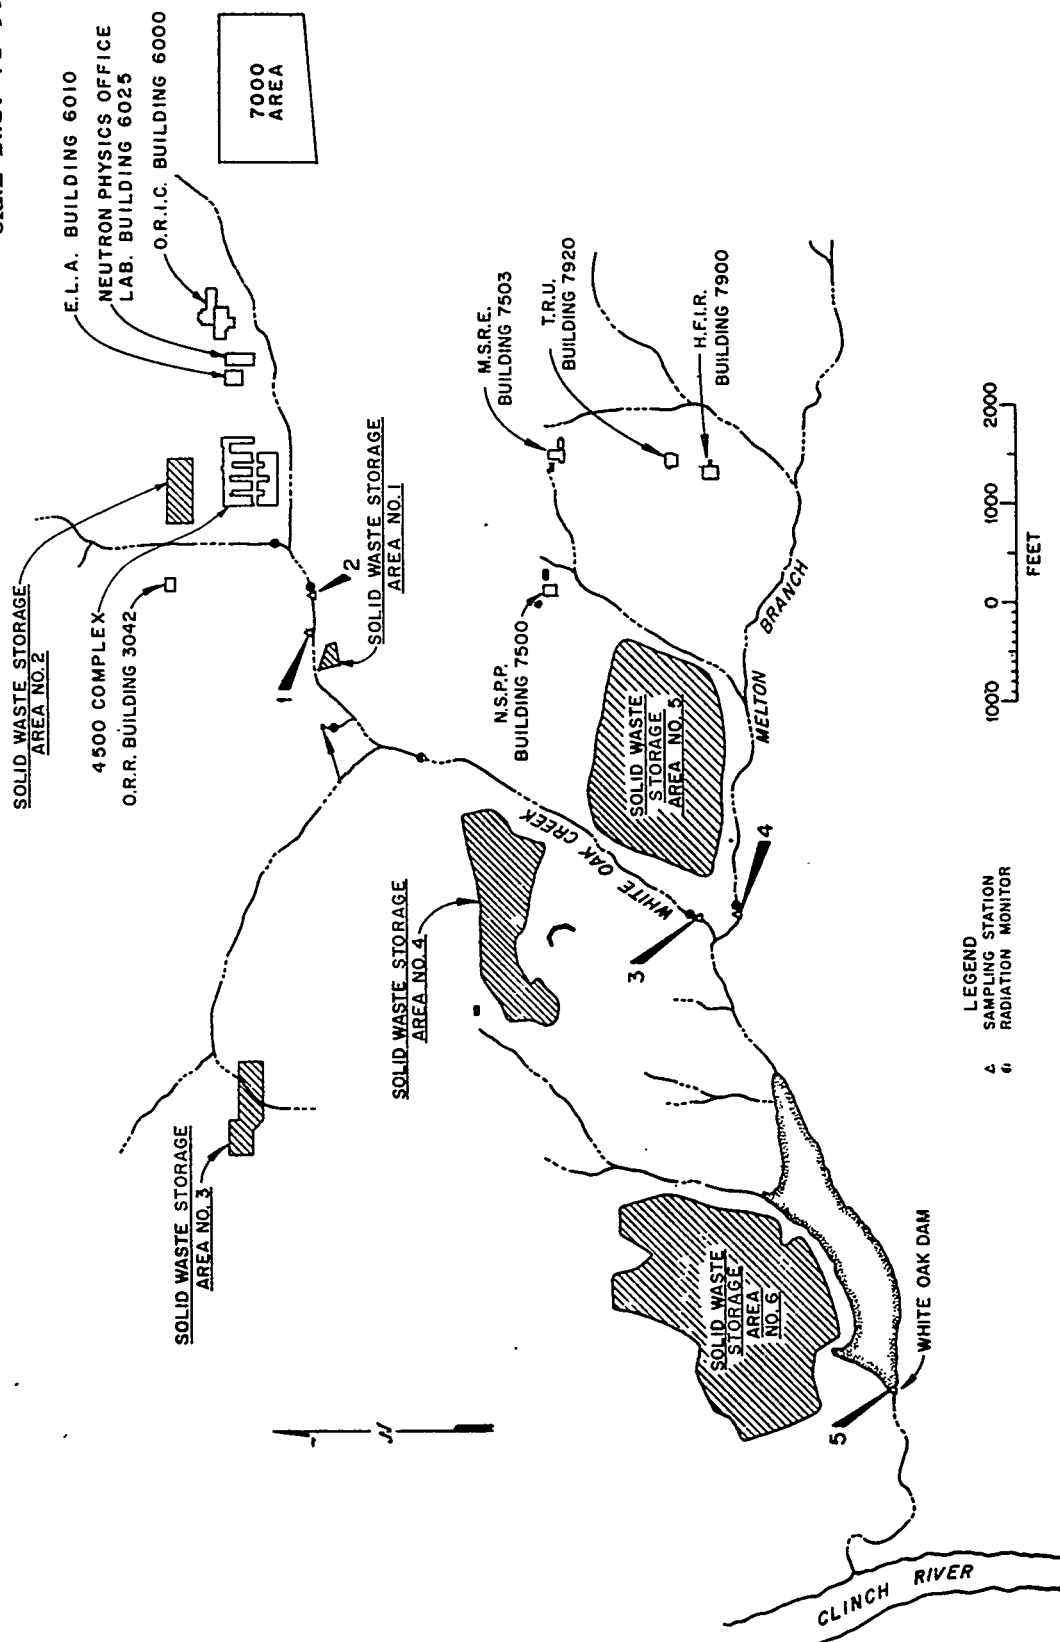 E.L.A. BUILDING 6010
NEUTRON PHYSICS OFFICE
LAB. BUILDING 6025
O.R.I.C. BUILDING 6000
7000
AREA
SOLID WASTE STORAGE
AREA NO.2
4500 COMPLEX
O.R.R. BUILDING 3042
1
2
SOLID WASTE STORAGE
AREA NO.1
M.S.R.E.
BUILDING 7503
T.R.U.
BUILDING 7920
H.F.I.R.
BUILDING 7900
N.S.P.P.
BUILDING 7500
SOLID WASTE
STORAGE
AREA NO. 5
MELTON
BRANCH
WHITE OAK CREEK
3
4
SOLID WASTE STORAGE
AREA NO.4
SOLID WASTE STORAGE
AREA NO.3
SOLID WASTE
STORAGE
AREA
NO.6
5
WHITE OAK DAM
CLINCH RIVER
N
LEGEND
SAMPLING STATION
RADIATION MONITOR
1000
0
1000
2000
FEET